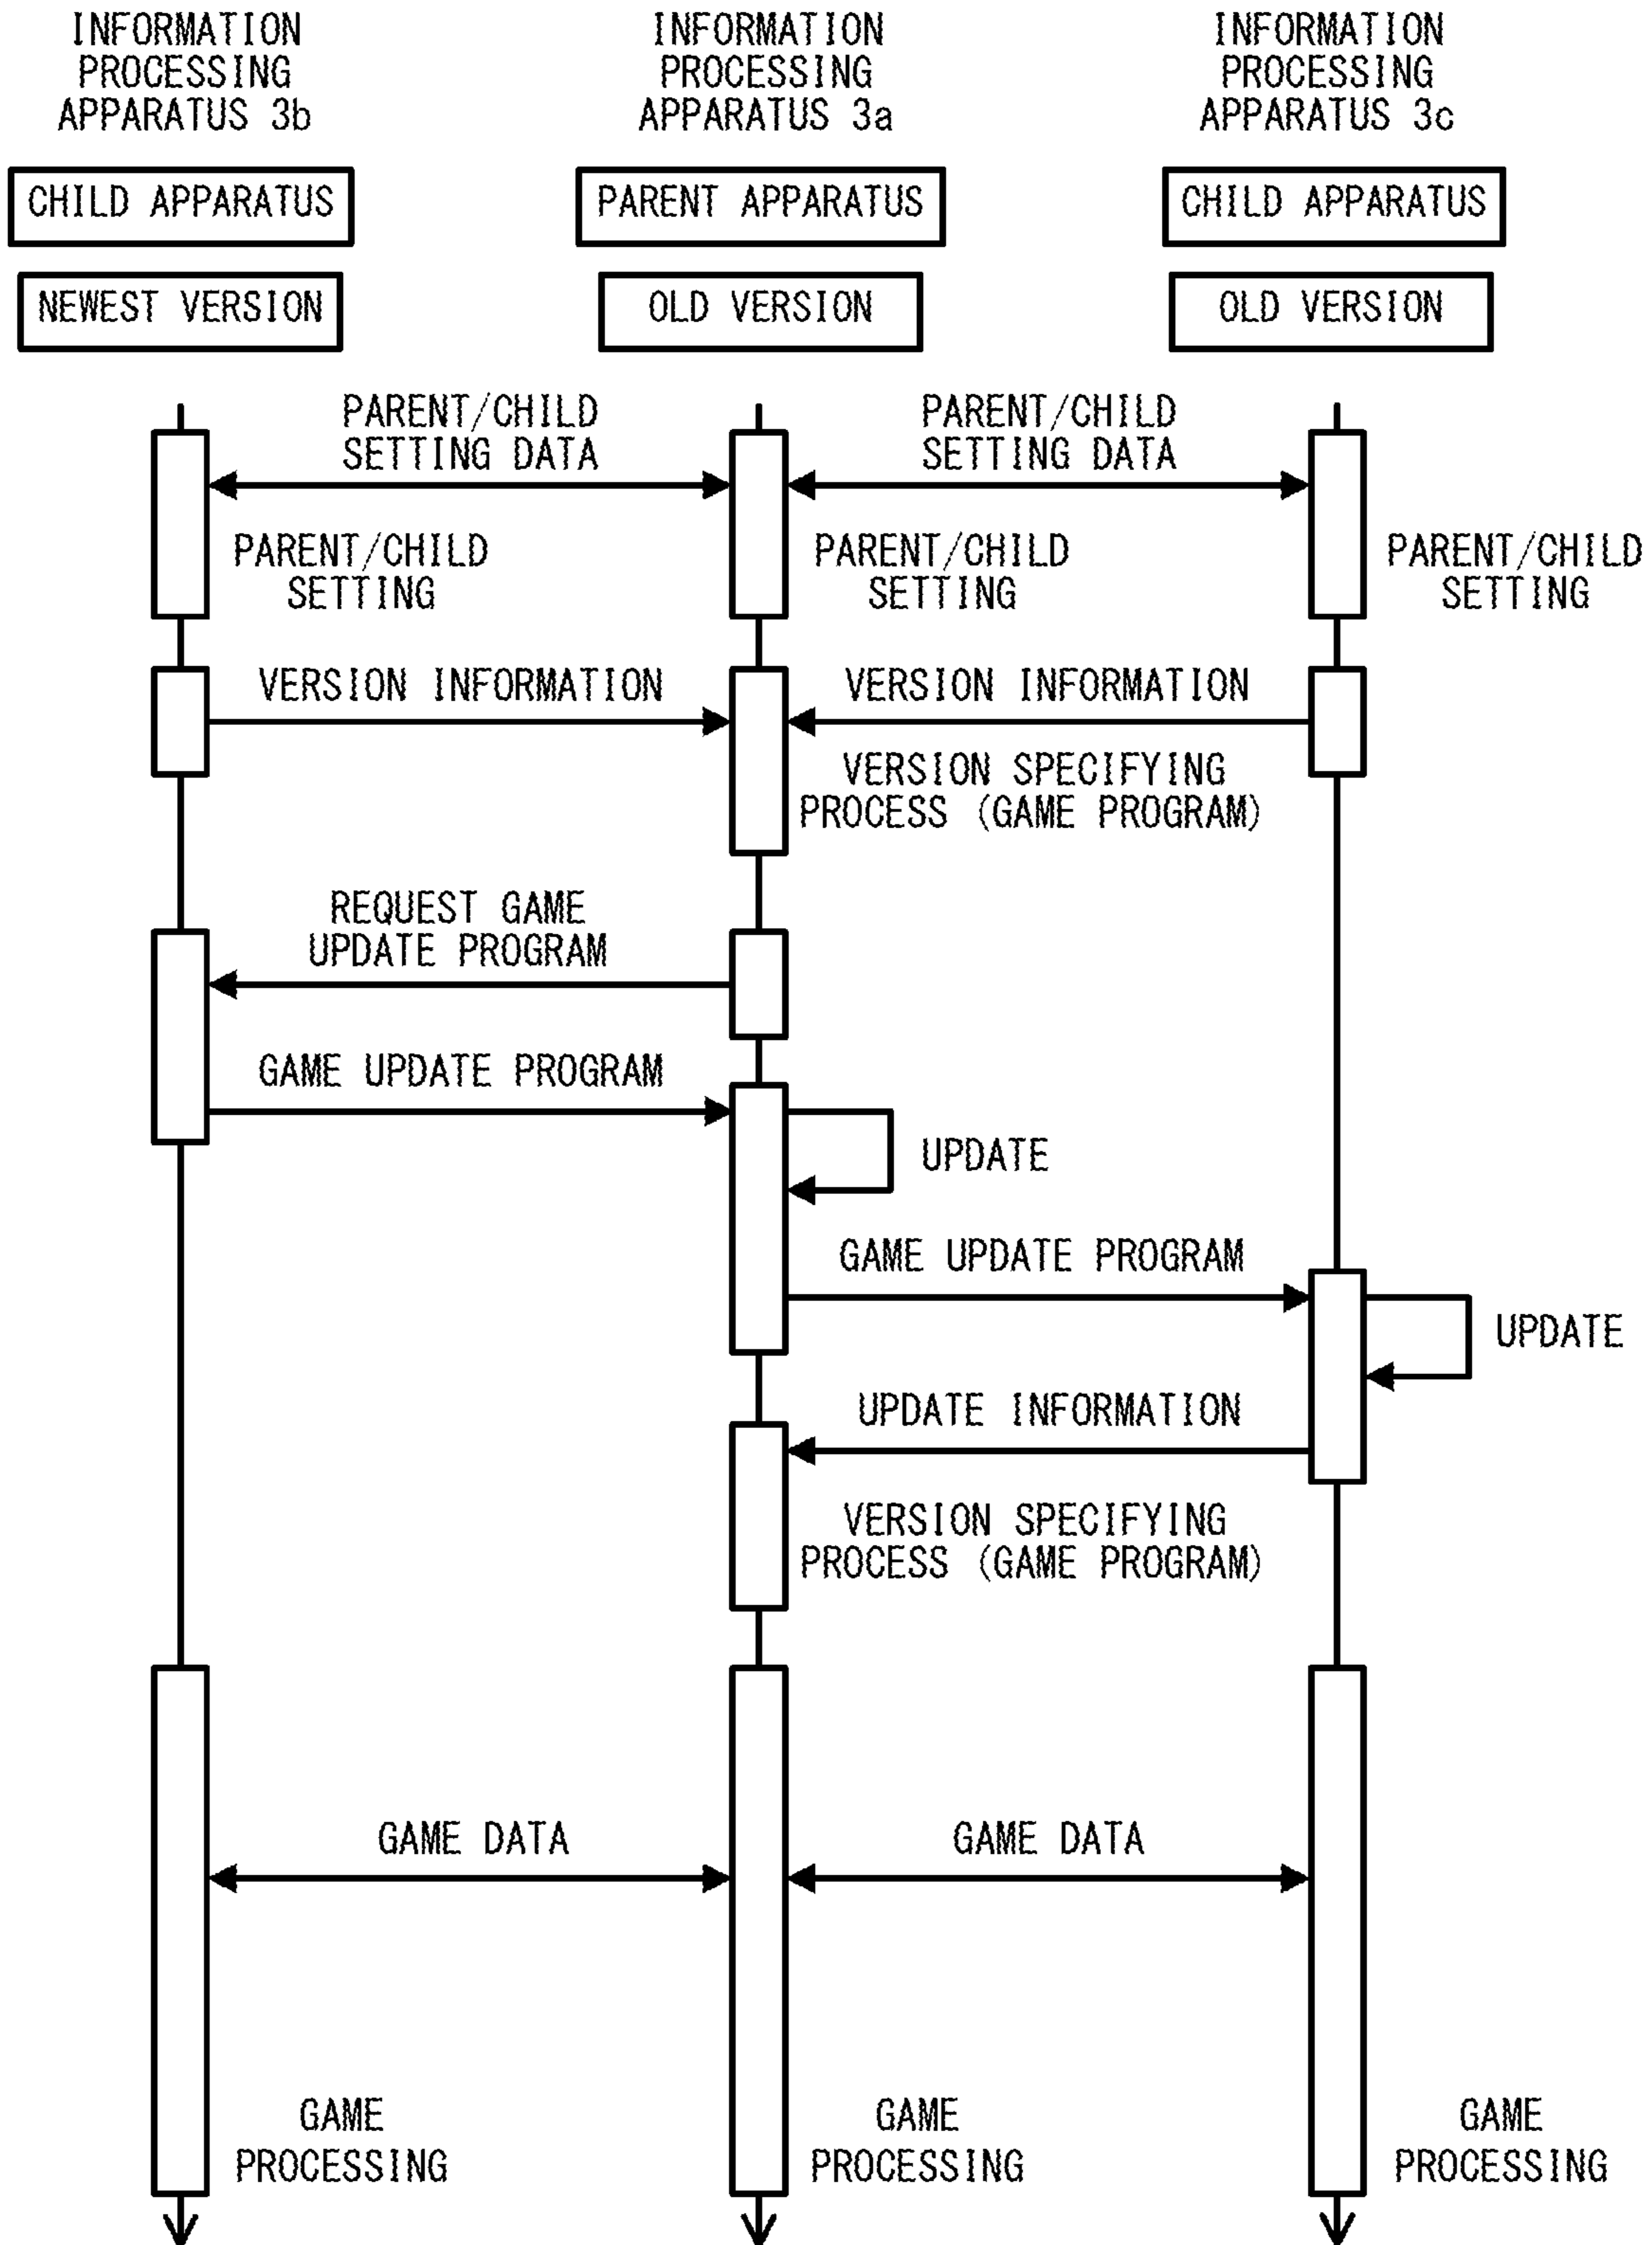 INFORMATION
PROCESSING
APPARATUS 3b
INFORMATION
PROCESSING
APPARATUS 3a
INFORMATION
PROCESSING
APPARATUS 3c
CHILD APPARATUS
PARENT APPARATUS
CHILD APPARATUS
NEWEST VERSION
OLD VERSION
OLD VERSION
PARENT/CHILD
SETTING DATA
PARENT/CHILD
SETTING DATA
PARENT/CHILD
SETTING
PARENT/CHILD
SETTING
PARENT/CHILD
SETTING
VERSION INFORMATION
VERSION INFORMATION
VERSION SPECIFYING
PROCESS (GAME PROGRAM)
REQUEST GAME
UPDATE PROGRAM
GAME UPDATE PROGRAM
UPDATE
GAME UPDATE PROGRAM
UPDATE
UPDATE INFORMATION
VERSION SPECIFYING
PROCESS (GAME PROGRAM)
GAME DATA
GAME DATA
GAME
PROCESSING
GAME
PROCESSING
GAME
PROCESSING